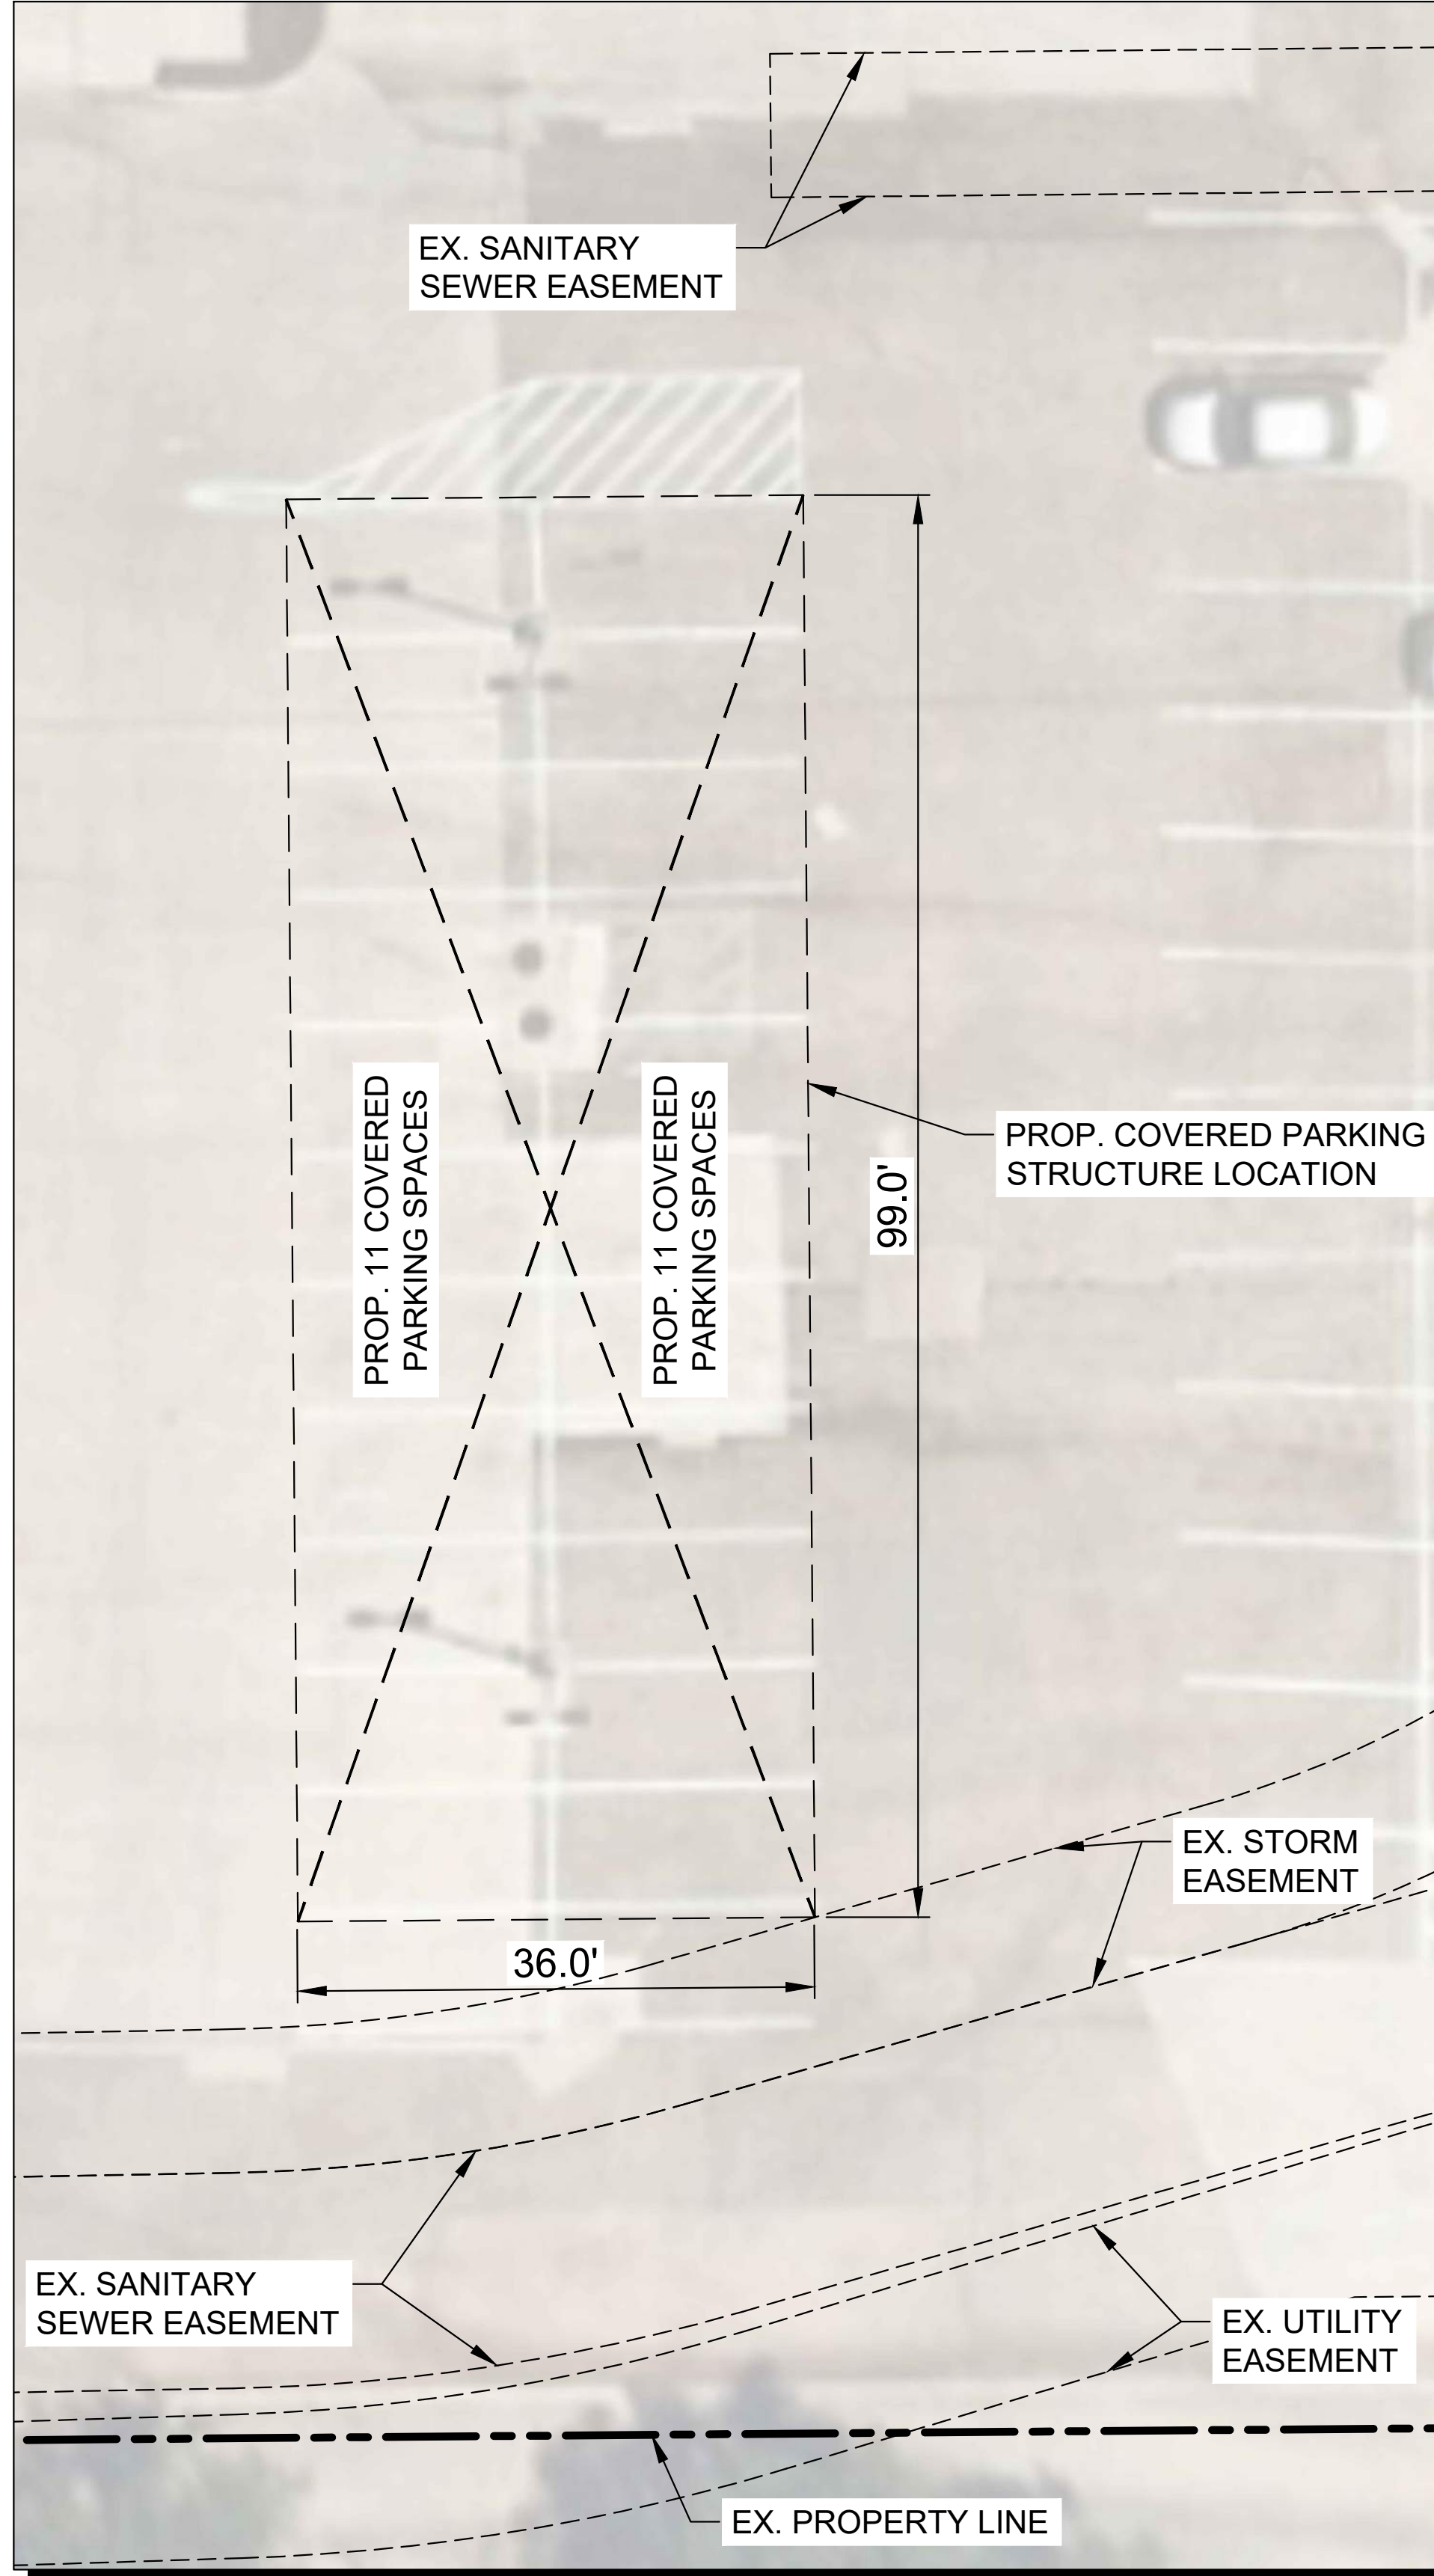 EX. SANITARY
SEWER EASEMENT
PROP. 11 COVERED
PARKING SPACES
PROP. 11 COVERED
PARKING SPACES
99.0'
PROP. COVERED PARKING
STRUCTURE LOCATION
EX. STORM
EASEMENT
36.0'
EX. SANITARY
SEWER EASEMENT
EX. UTILITY
EASEMENT
EX. PROPERTY LINE